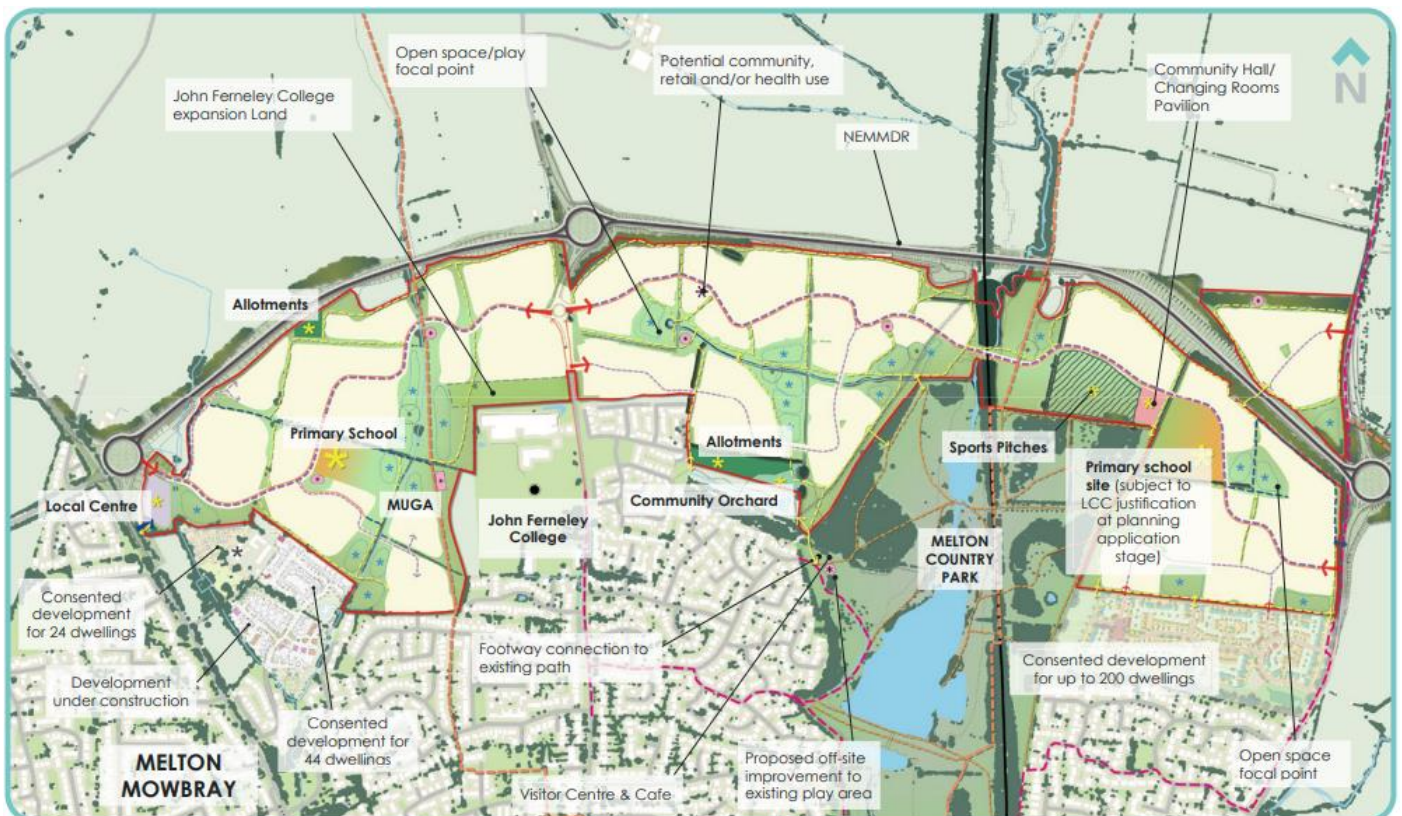 Open space/play
focal point
Potential community,
retail and/or health use
Community Hall/
Changing Rooms
Pavilion
N
John Ferneley College
expansion Land
NEMMDR
Allotments
Primary School
Allotments
Sports Pitches
Primary school
site (subject to
LCC justification
at planning
application
stage)
Local Centre
MUGA
John Ferneley
College
Community Orchard
MELTON
COUNTRY
PARK
Consented
development
for 24 dwellings
Footway connection to
existing path
Consented development
for up to 200 dwellings
Development
under construction
Consented
development for
44 dwellings
MELTON
MOWBRAY
Visitor Centre & Cafe
Proposed off-site
improvement to
existing play area
Open space
focal point